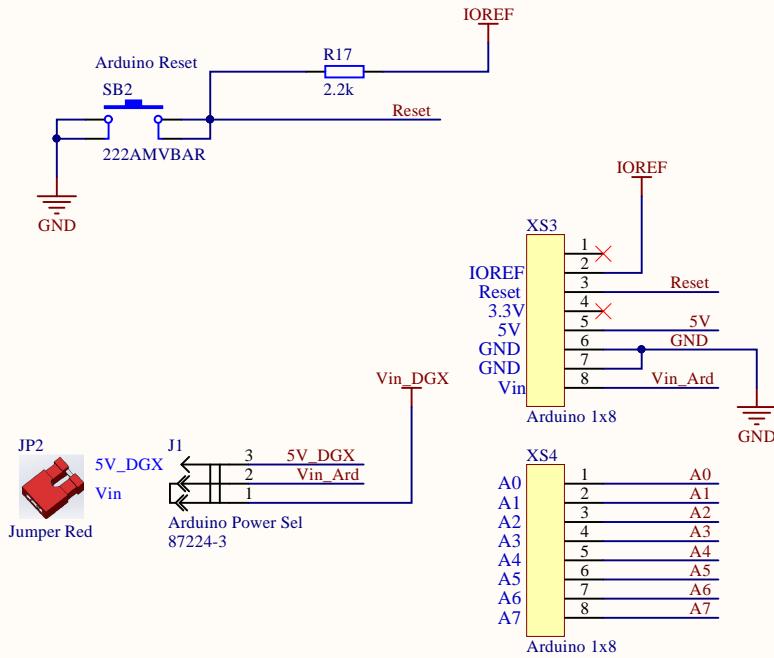 IOREF
Arduino Reset
SB2
R17
2.2k
Reset
222AMVBAR
GND
IOREF
XS3
1
IOREF 2
Reset 3 Reset
3.3V 4
5V 5 5V
GND 6 GND
GND 7
Vin 8 Vin_Ard
Arduino 1x8
GND
Vin_DGX
JP2
5V_DGX
Vin
Jumper Red
J1
3 5V_DGX
2 Vin_Ard
1
Arduino Power Sel
87224-3
XS4
A0 1 A0
A1 2 A1
A2 3 A2
A3 4 A3
A4 5 A4
A5 6 A5
A6 7 A6
A7 8 A7
Arduino 1x8